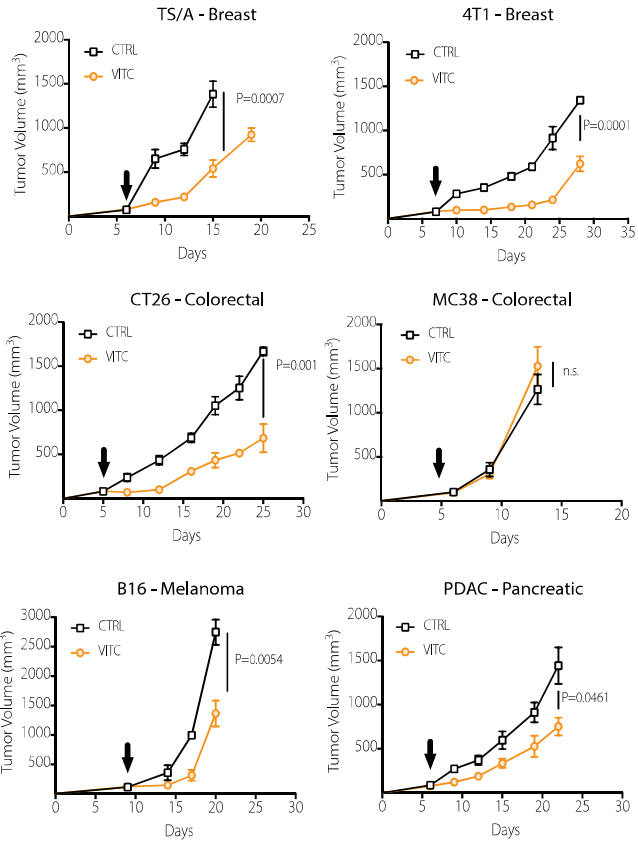 TS/A - Breast
2000
1500
1000
500
Tumor Volume (mm³)
CTRL
VITC
P=0.0007
0 5 10 15 20 25
Days
4T1 - Breast
2000
1500
1000
500
Tumor Volume (mm³)
CTRL
VITC
P=0.0001
0 5 10 15 20 25 30 35
Days
CT26 - Colorectal
2000
1500
1000
500
Tumor Volume (mm³)
CTRL
VITC
P=0.001
0 5 10 15 20 25 30
Days
MC38 - Colorectal
2000
1500
1000
500
Tumor Volume (mm³)
CTRL
VITC
n.s.
0 5 10 15 20
Days
B16 - Melanoma
3000
2500
2000
1500
1000
500
Tumor Volume (mm³)
CTRL
VITC
P=0.0054
0 5 10 15 20 25
Days
PDAC - Pancreatic
2000
1500
1000
500
Tumor Volume (mm³)
CTRL
VITC
P=0.0461
0 5 10 15 20 25
Days